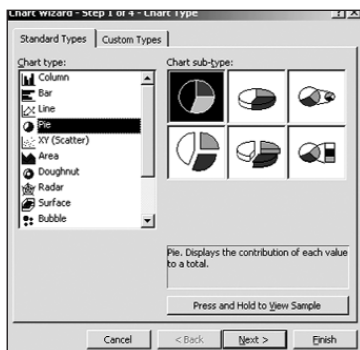 Chart Wizard - Step 1 of 4 - Chart Type
Standard Types
Custom Types
Chart type:
Chart sub-type:
Column
Bar
Line
Pie
XY (Scatter)
Area
Doughnut
Radar
Surface
Bubble
Pie. Displays the contribution of each value
to a total.
Press and Hold to View Sample
Cancel
< Back
Next >
Finish